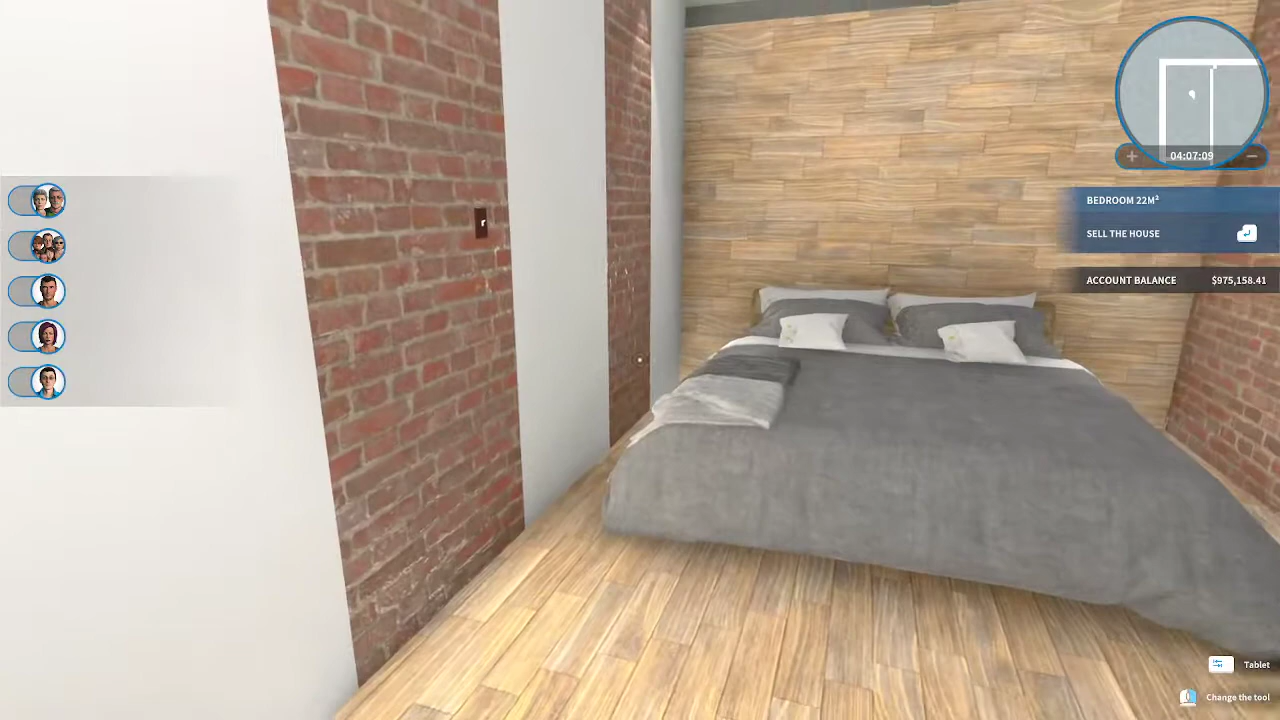 04:07:09
BEDROOM 22M²
SELL THE HOUSE
ACCOUNT BALANCE $975,158.41
Tablet
Change the tool